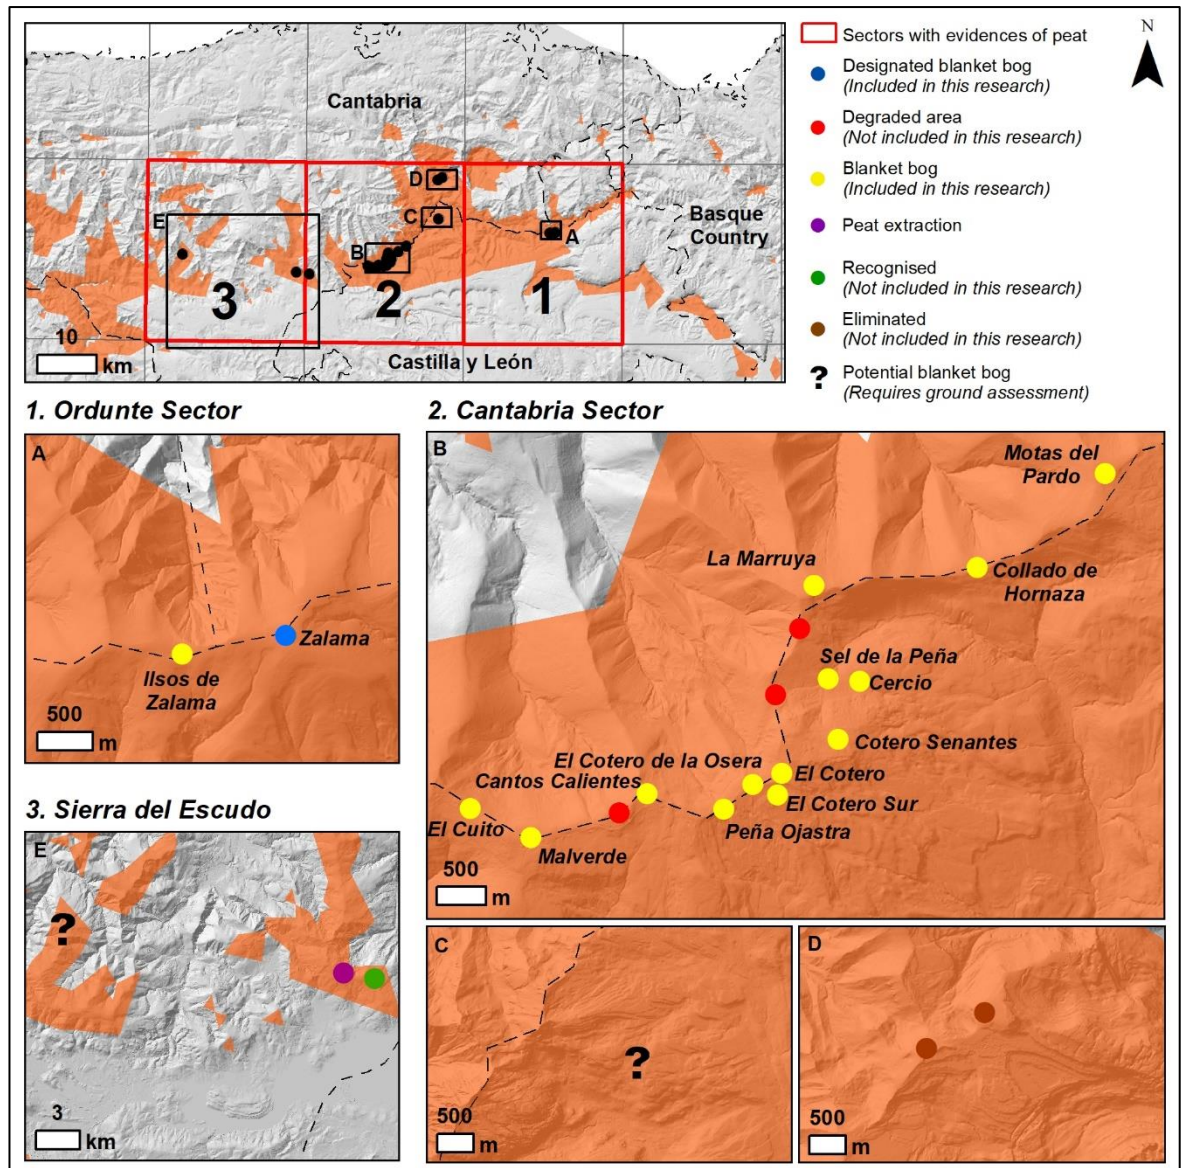 Cantabria
D
C
Basque
Country
A
E
B
3
2
1
10
km
Castilla y León
N
Sectors with evidences of peat
Designated blanket bog
(Included in this research)
Degraded area
(Not included in this research)
Blanket bog
(Included in this research)
Peat extraction
Recognised
(Not included in this research)
Eliminated
(Not included in this research)
? Potential blanket bog
(Requires ground assessment)
1. Ordunte Sector
A
Zalama
Ilsos de
Zalama
500
m
2. Cantabria Sector
B
Motas del
Pardo
La Marruya
Collado de
Hornaza
Sel de la Peña
Cercio
Cotero Senantes
El Cotero de la Osera
El Cotero
Cantos Calientes
El Cotero Sur
El Cuito
Peña Ojastra
Malverde
500
m
3. Sierra del Escudo
E
?
3
km
C
?
500
m
D
500
m